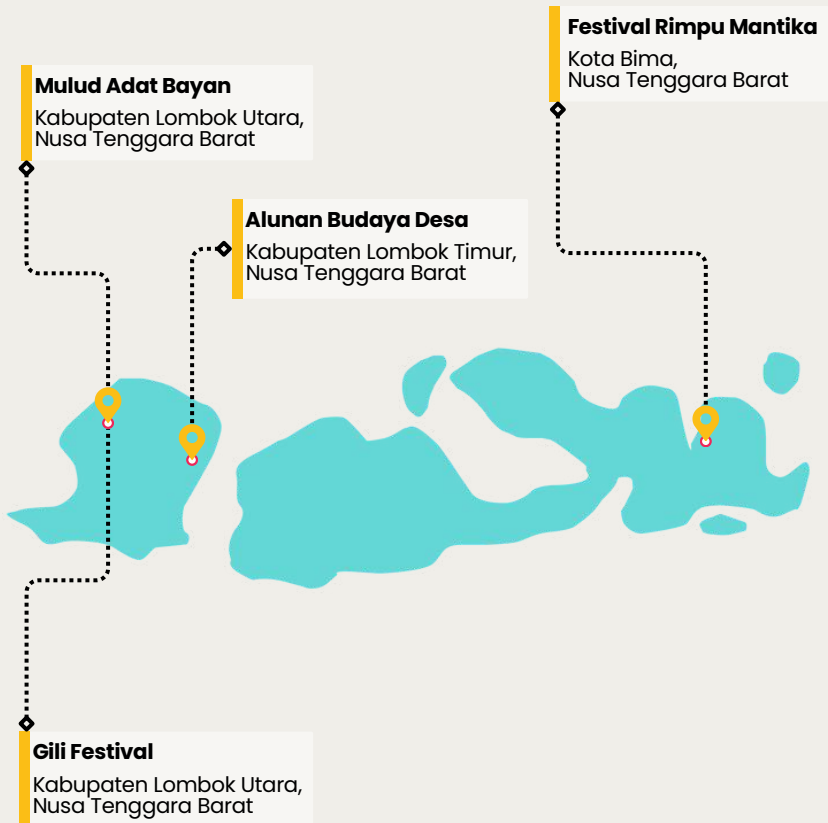 Festival Rimpu Mantika
Kota Bima,
Nusa Tenggara Barat
Mulud Adat Bayan
Kabupaten Lombok Utara,
Nusa Tenggara Barat
Alunan Budaya Desa
Kabupaten Lombok Timur,
Nusa Tenggara Barat
Gili Festival
Kabupaten Lombok Utara,
Nusa Tenggara Barat